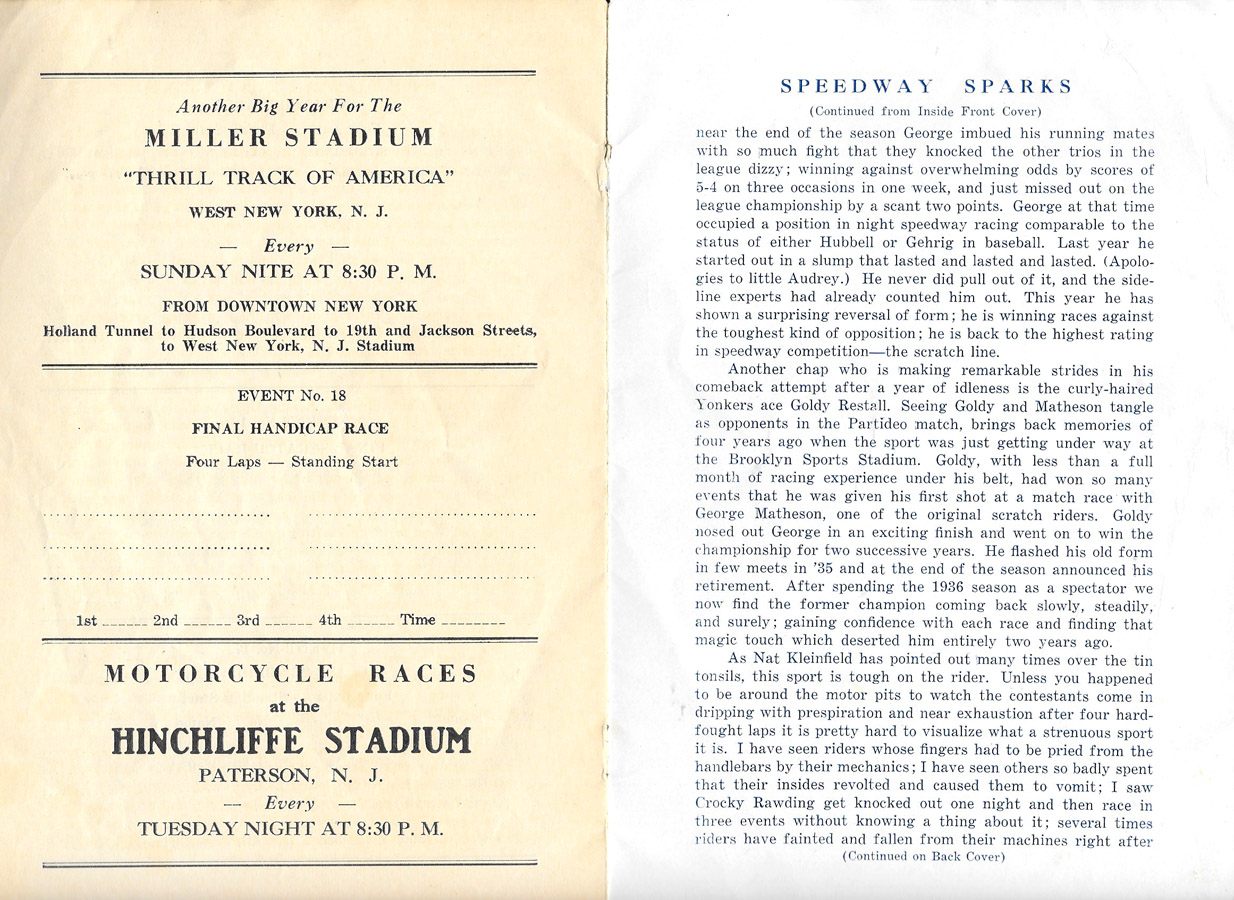 Another Big Year For The
MILLER STADIUM
"THRILL TRACK OF AMERICA"
WEST NEW YORK, N. J.
— Every —
SUNDAY NITE AT 8:30 P. M.
FROM DOWNTOWN NEW YORK
Holland Tunnel to Hudson Boulevard to 19th and Jackson Streets,
to West New York, N. J. Stadium
EVENT No. 18
FINAL HANDICAP RACE
Four Laps — Standing Start
1st ______ 2nd ______ 3rd ______ 4th ______ Time ________
MOTORCYCLE RACES
at the
HINCHLIFFE STADIUM
PATERSON, N. J.
— Every —
TUESDAY NIGHT AT 8:30 P. M.
SPEEDWAY SPARKS
(Continued from Inside Front Cover)
near the end of the season George imbued his running mates
with so much fight that they knocked the other trios in the
league dizzy; winning against overwhelming odds by scores of
5-4 on three occasions in one week, and just missed out on the
league championship by a scant two points. George at that time
occupied a position in night speedway racing comparable to the
status of either Hubbell or Gehrig in baseball. Last year he
started out in a slump that lasted and lasted and lasted. (Apolo-
gies to little Audrey.) He never did pull out of it, and the side-
line experts had already counted him out. This year he has
shown a surprising reversal of form; he is winning races against
the toughest kind of opposition; he is back to the highest rating
in speedway competition—the scratch line.
Another chap who is making remarkable strides in his
comeback attempt after a year of idleness is the curly-haired
Yonkers ace Goldy Restall. Seeing Goldy and Matheson tangle
as opponents in the Partideo match, brings back memories of
four years ago when the sport was just getting under way at
the Brooklyn Sports Stadium. Goldy, with less than a full
month of racing experience under his belt, had won so many
events that he was given his first shot at a match race with
George Matheson, one of the original scratch riders. Goldy
nosed out George in an exciting finish and went on to win the
championship for two successive years. He flashed his old form
in few meets in '35 and at the end of the season announced his
retirement. After spending the 1936 season as a spectator we
now find the former champion coming back slowly, steadily,
and surely; gaining confidence with each race and finding that
magic touch which deserted him entirely two years ago.
As Nat Kleinfield has pointed out many times over the tin
tonsils, this sport is tough on the rider. Unless you happened
to be around the motor pits to watch the contestants come in
dripping with prespiration and near exhaustion after four hard-
fought laps it is pretty hard to visualize what a strenuous sport
it is. I have seen riders whose fingers had to be pried from the
handlebars by their mechanics; I have seen others so badly spent
that their insides revolted and caused them to vomit; I saw
Crocky Rawding get knocked out one night and then race in
three events without knowing a thing about it; several times
riders have fainted and fallen from their machines right after
(Continued on Back Cover)